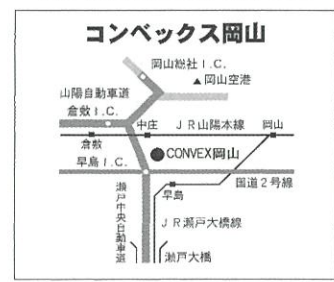 コンベックス岡山
岡山総社I.C.
▲岡山空港
山陽自動車道
倉敷I.C.
中庄
JR山陽本線
岡山
倉敷
●CONVEX岡山
早島I.C.
国道2号線
早島
瀬戸中央自動車道
JR瀬戸大橋線
瀬戸大橋